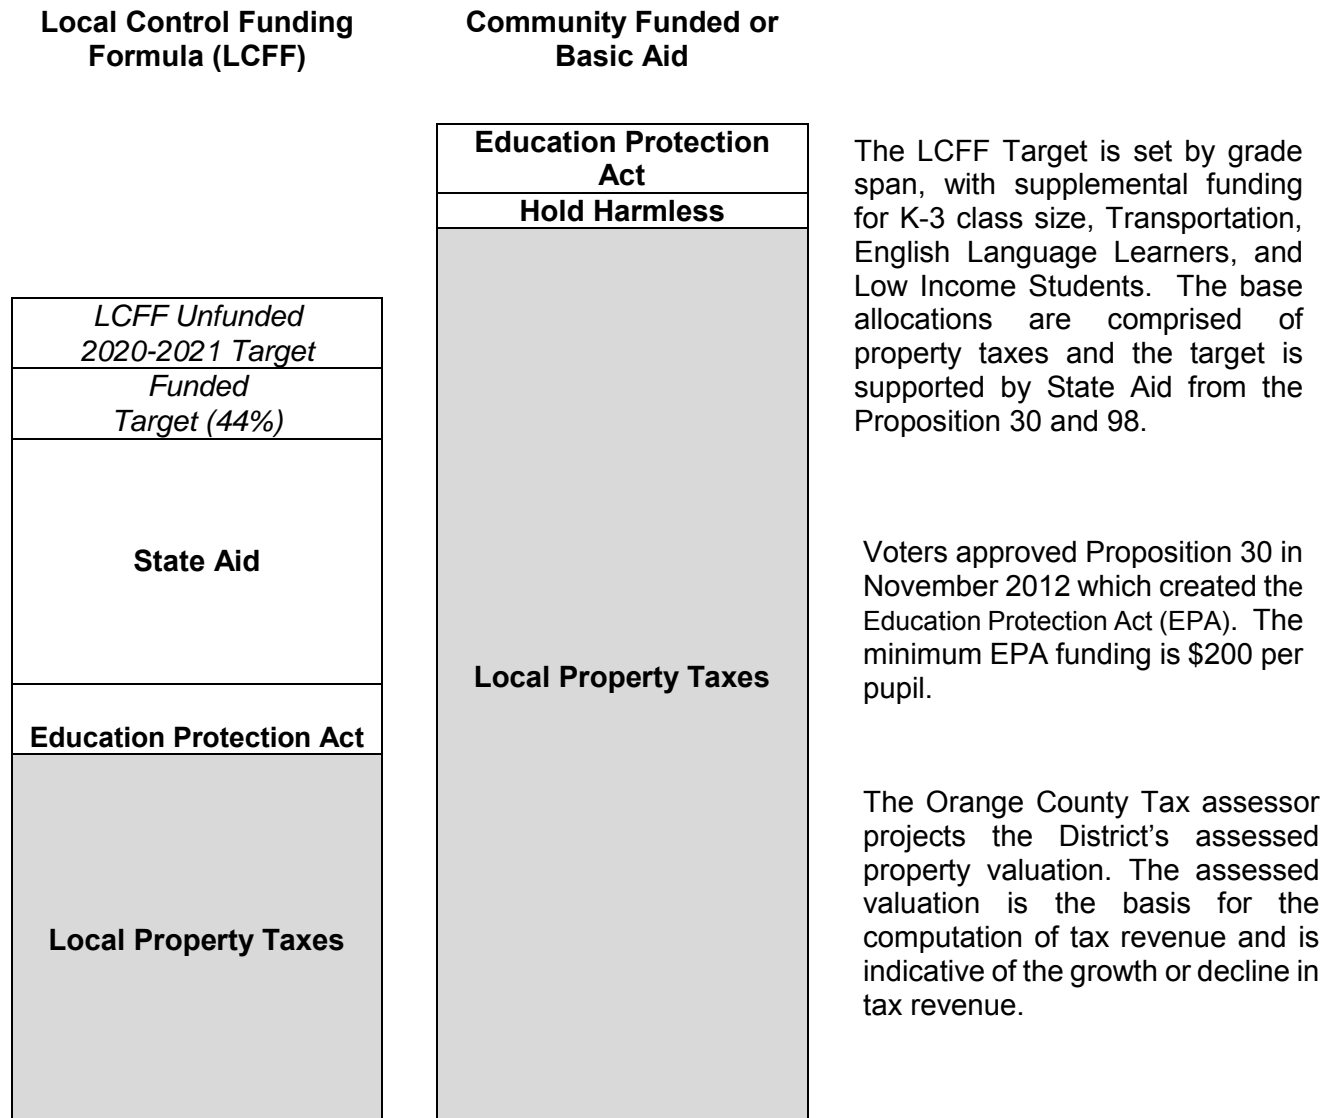 Local Control Funding
Formula (LCFF)
Community Funded or
Basic Aid
LCFF Unfunded
2020-2021 Target
Funded
Target (44%)
State Aid
Education Protection Act
Local Property Taxes
Education Protection
Act
Hold Harmless
Local Property Taxes
The LCFF Target is set by grade
span, with supplemental funding
for K-3 class size, Transportation,
English Language Learners, and
Low Income Students. The base
allocations are comprised of
property taxes and the target is
supported by State Aid from the
Proposition 30 and 98.
Voters approved Proposition 30 in
November 2012 which created the
Education Protection Act (EPA). The
minimum EPA funding is $200 per
pupil.
The Orange County Tax assessor
projects the District’s assessed
property valuation. The assessed
valuation is the basis for the
computation of tax revenue and is
indicative of the growth or decline in
tax revenue.